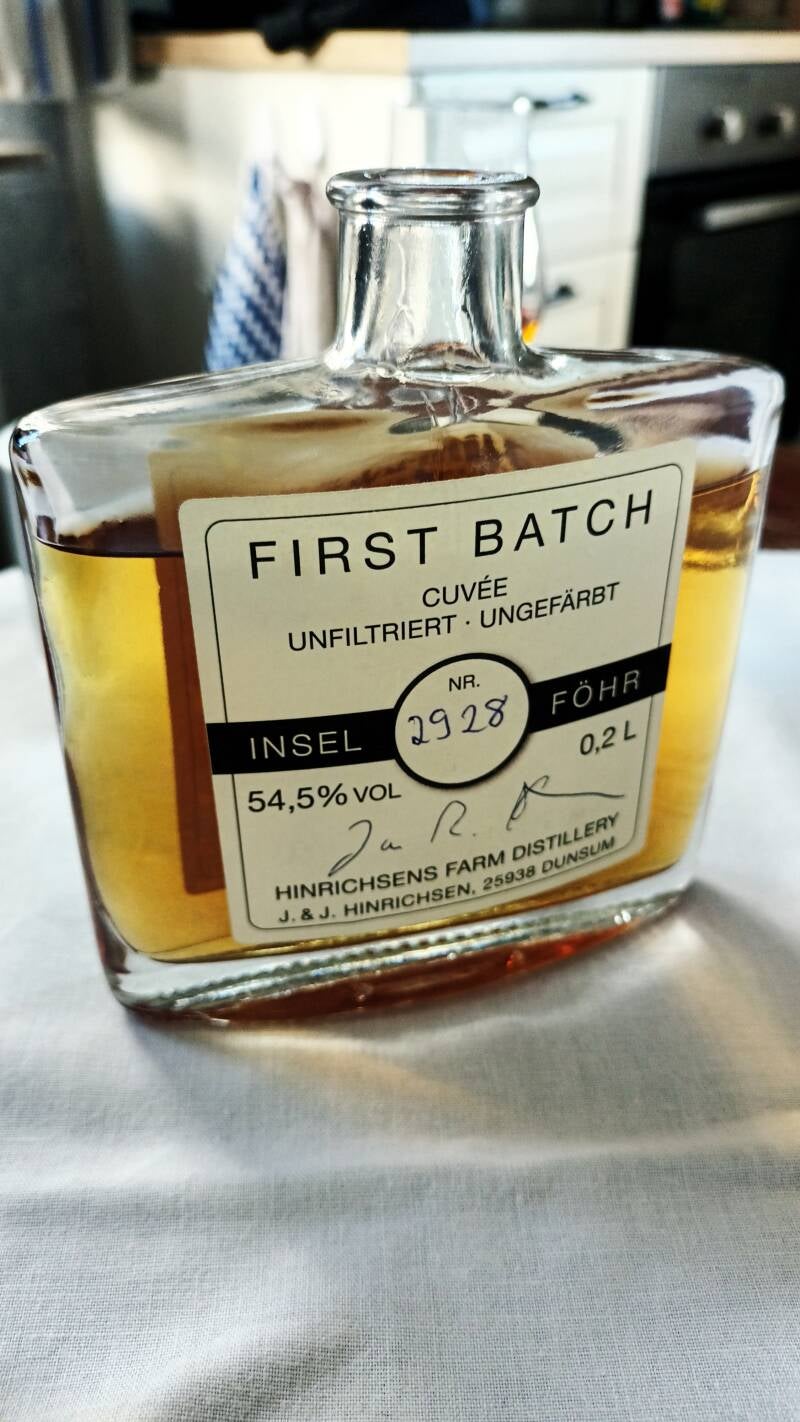 FIRST BATCH
CUVÉE
UNFILTRIERT · UNGEFÄRBT
NR.
2928
INSEL FÖHR
54,5% VOL 0,2 L
HINRICHSENS FARM DISTILLERY
J. & J. HINRICHSEN, 25938 DUNSUM